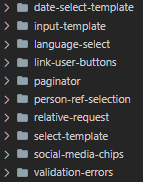 date-select-template
input-template
language-select
link-user-buttons
paginator
person-ref-selection
relative-request
select-template
social-media-chips
validation-errors